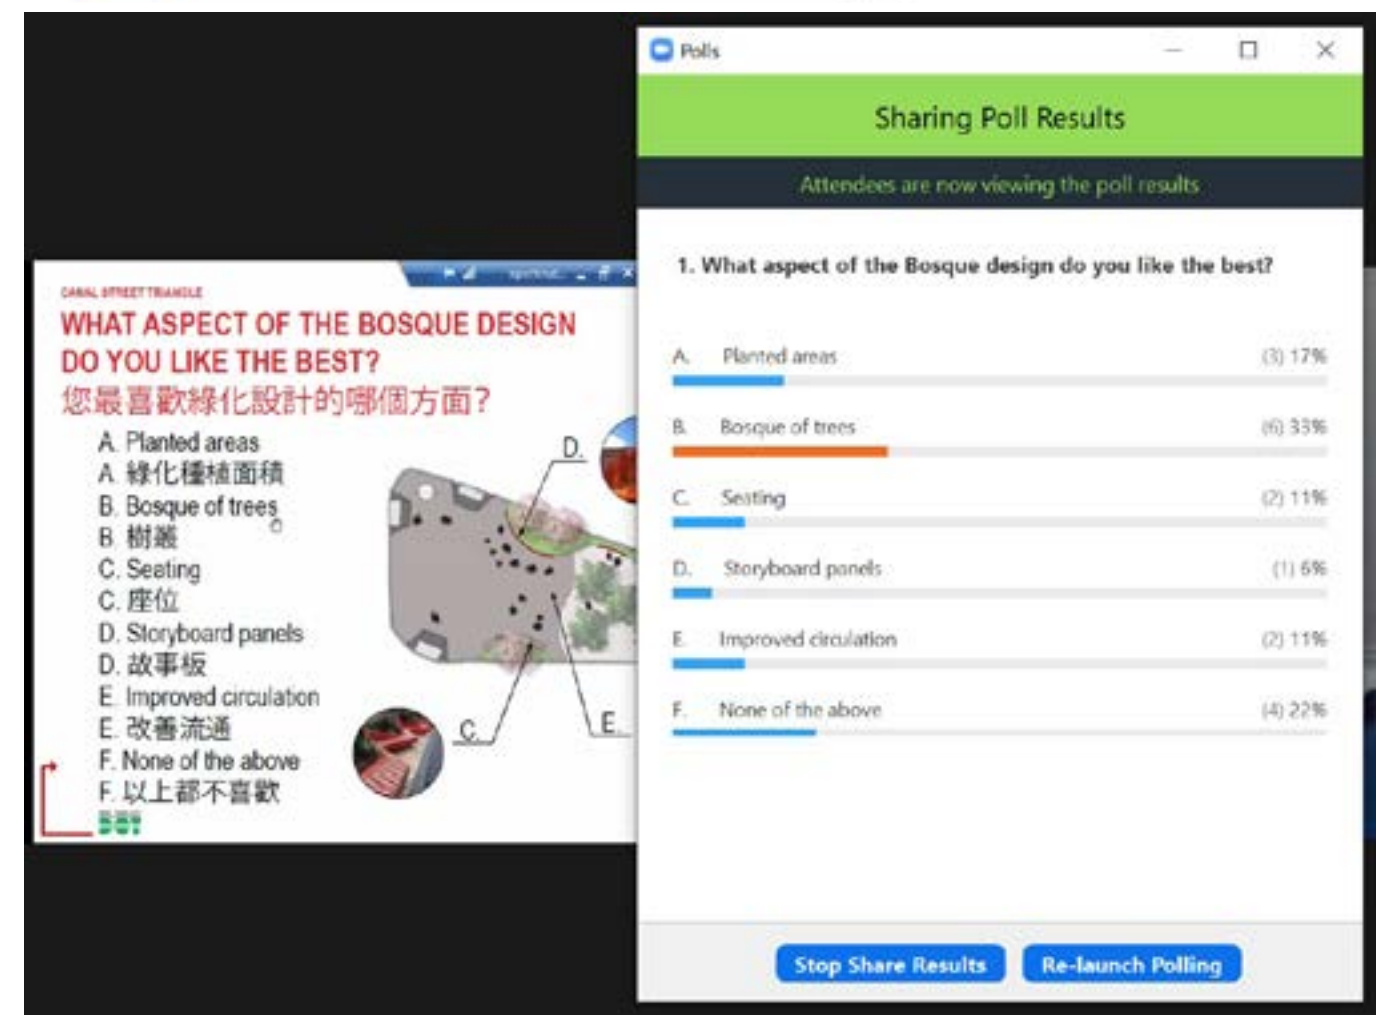 CANAL STREET TRIANGLE
WHAT ASPECT OF THE BOSQUE DESIGN
DO YOU LIKE THE BEST?
您最喜歡綠化設計的哪個方面?
A. Planted areas
A. 綠化種植面積
B. Bosque of trees
B. 樹叢
C. Seating
C. 座位
D. Storyboard panels
D. 故事板
E. Improved circulation
E. 改善流通
F. None of the above
F. 以上都不喜歡
D.
C.
E.
Polls
Sharing Poll Results
Attendees are now viewing the poll results
1. What aspect of the Bosque design do you like the best?
A. Planted areas (3) 17%
B. Bosque of trees (6) 33%
C. Seating (2) 11%
D. Storyboard panels (1) 6%
E. Improved circulation (2) 11%
F. None of the above (4) 22%
Stop Share Results Re-launch Polling